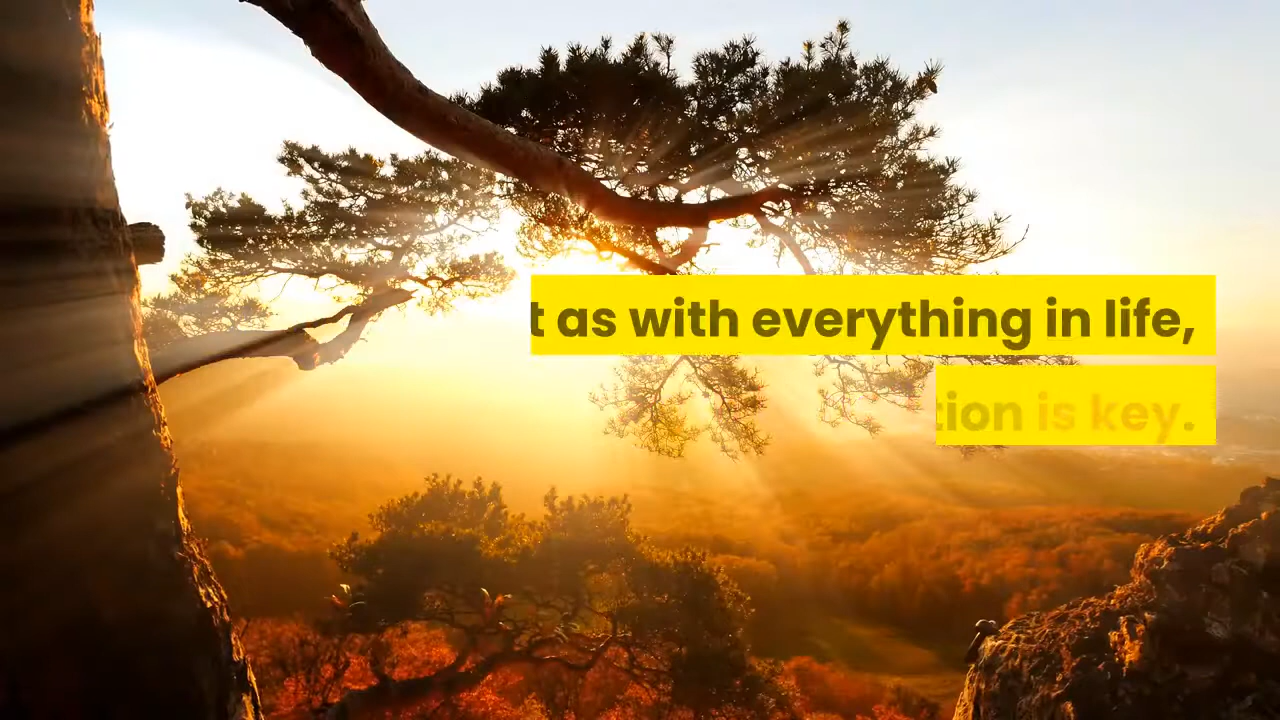 t as with everything in life,
tion is key.